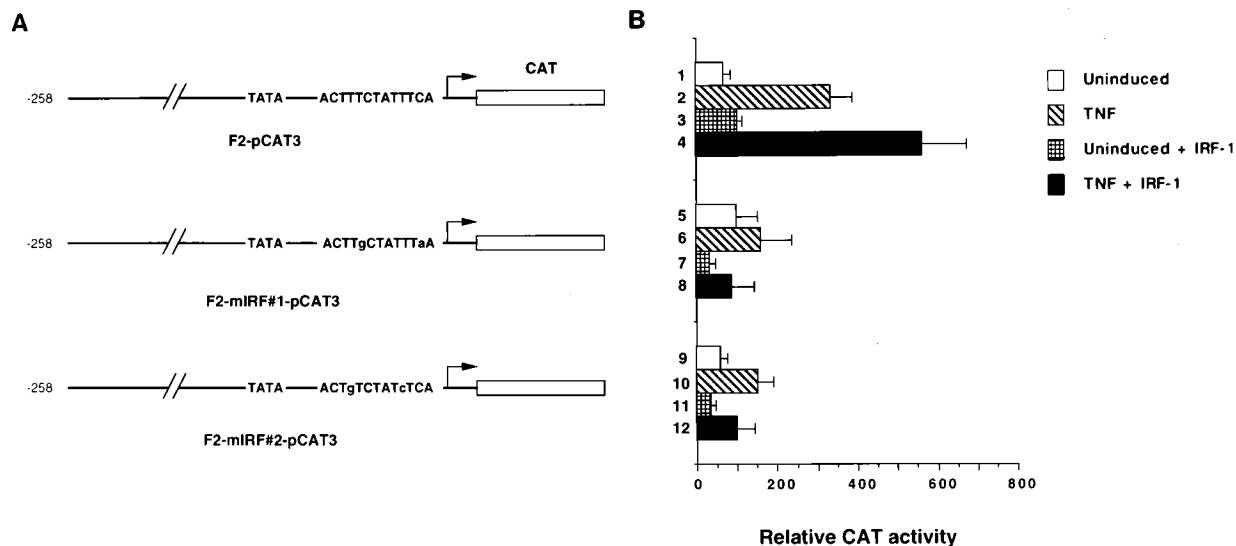 A
-258
TATA
ACTTTCTATTTCA
CAT
F2-pCAT3
-258
TATA
ACTTgCTATTTaA
F2-mIRF#1-pCAT3
-258
TATA
ACTgTCTATcTCA
F2-mIRF#2-pCAT3
B
1
2
3
4
5
6
7
8
9
10
11
12
0 200 400 600 800
Relative CAT activity
Uninduced
TNF
Uninduced + IRF-1
TNF + IRF-1